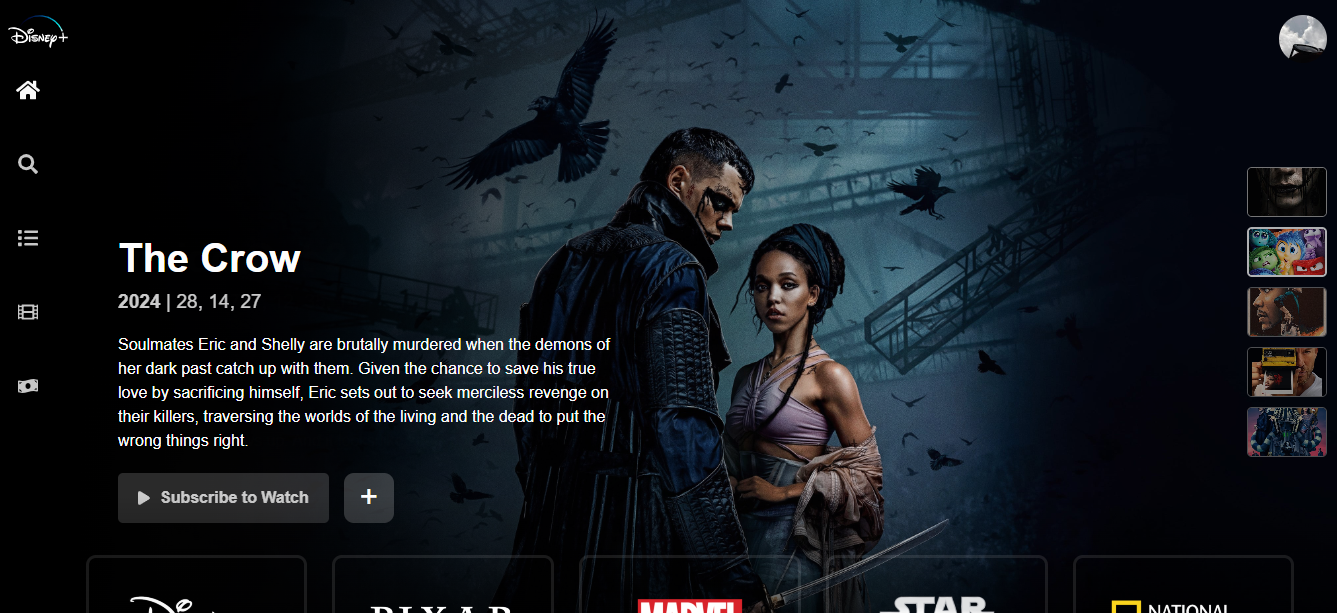 Disney+
The Crow
2024 | 28, 14, 27
Soulmates Eric and Shelly are brutally murdered when the demons of
her dark past catch up with them. Given the chance to save his true
love by sacrificing himself, Eric sets out to seek merciless revenge on
their killers, traversing the worlds of the living and the dead to put the
wrong things right.
Subscribe to Watch
+
PIXAR
MARVEL
STAR
NATIONAL